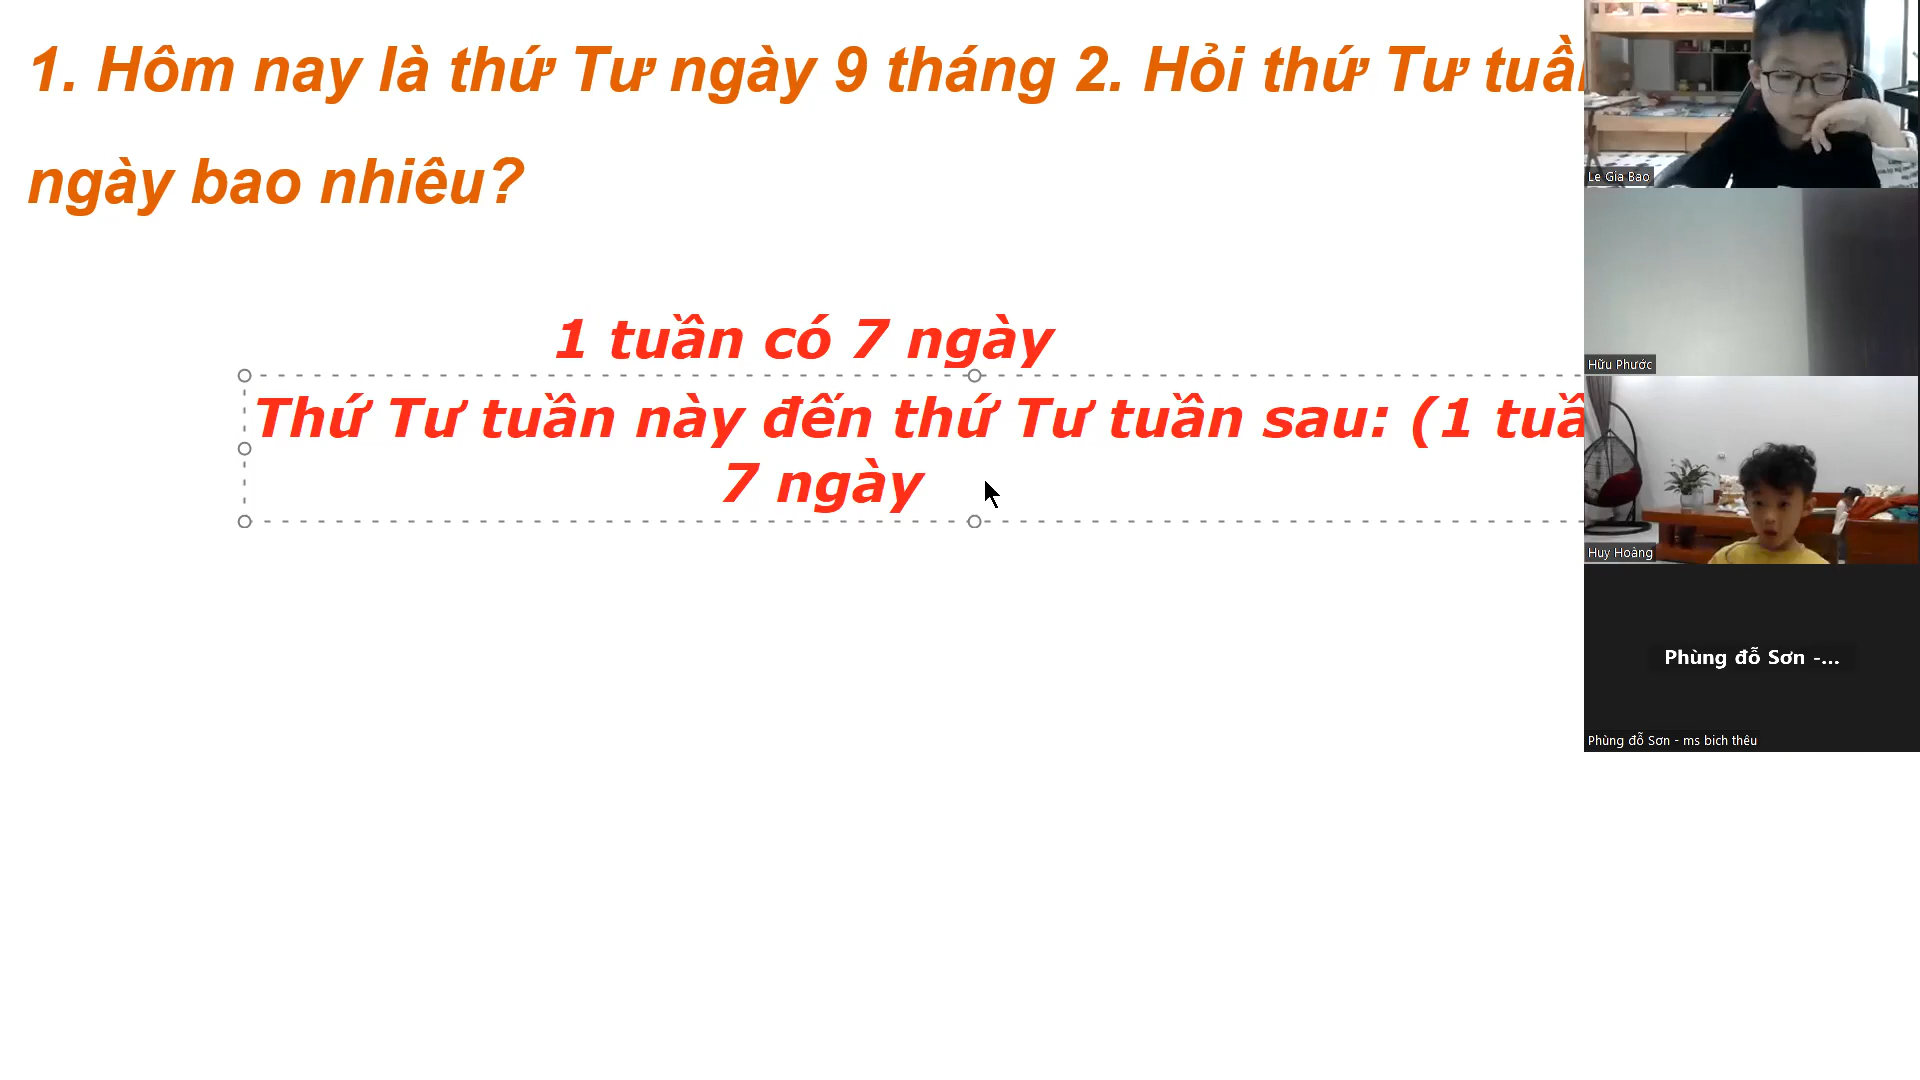 1. Hôm nay là thứ Tư ngày 9 tháng 2. Hỏi thứ Tư
ngày bao nhiêu?
1 tuần có 7 ngày
Thứ Tư tuần này đến thứ Tư tuần sau: (1
7 ngày
Le Gia Bao
Hữu Phước
Huy Hoàng
Phùng đỗ Sơn -...
Phùng đỗ Sơn - ms bich thêu